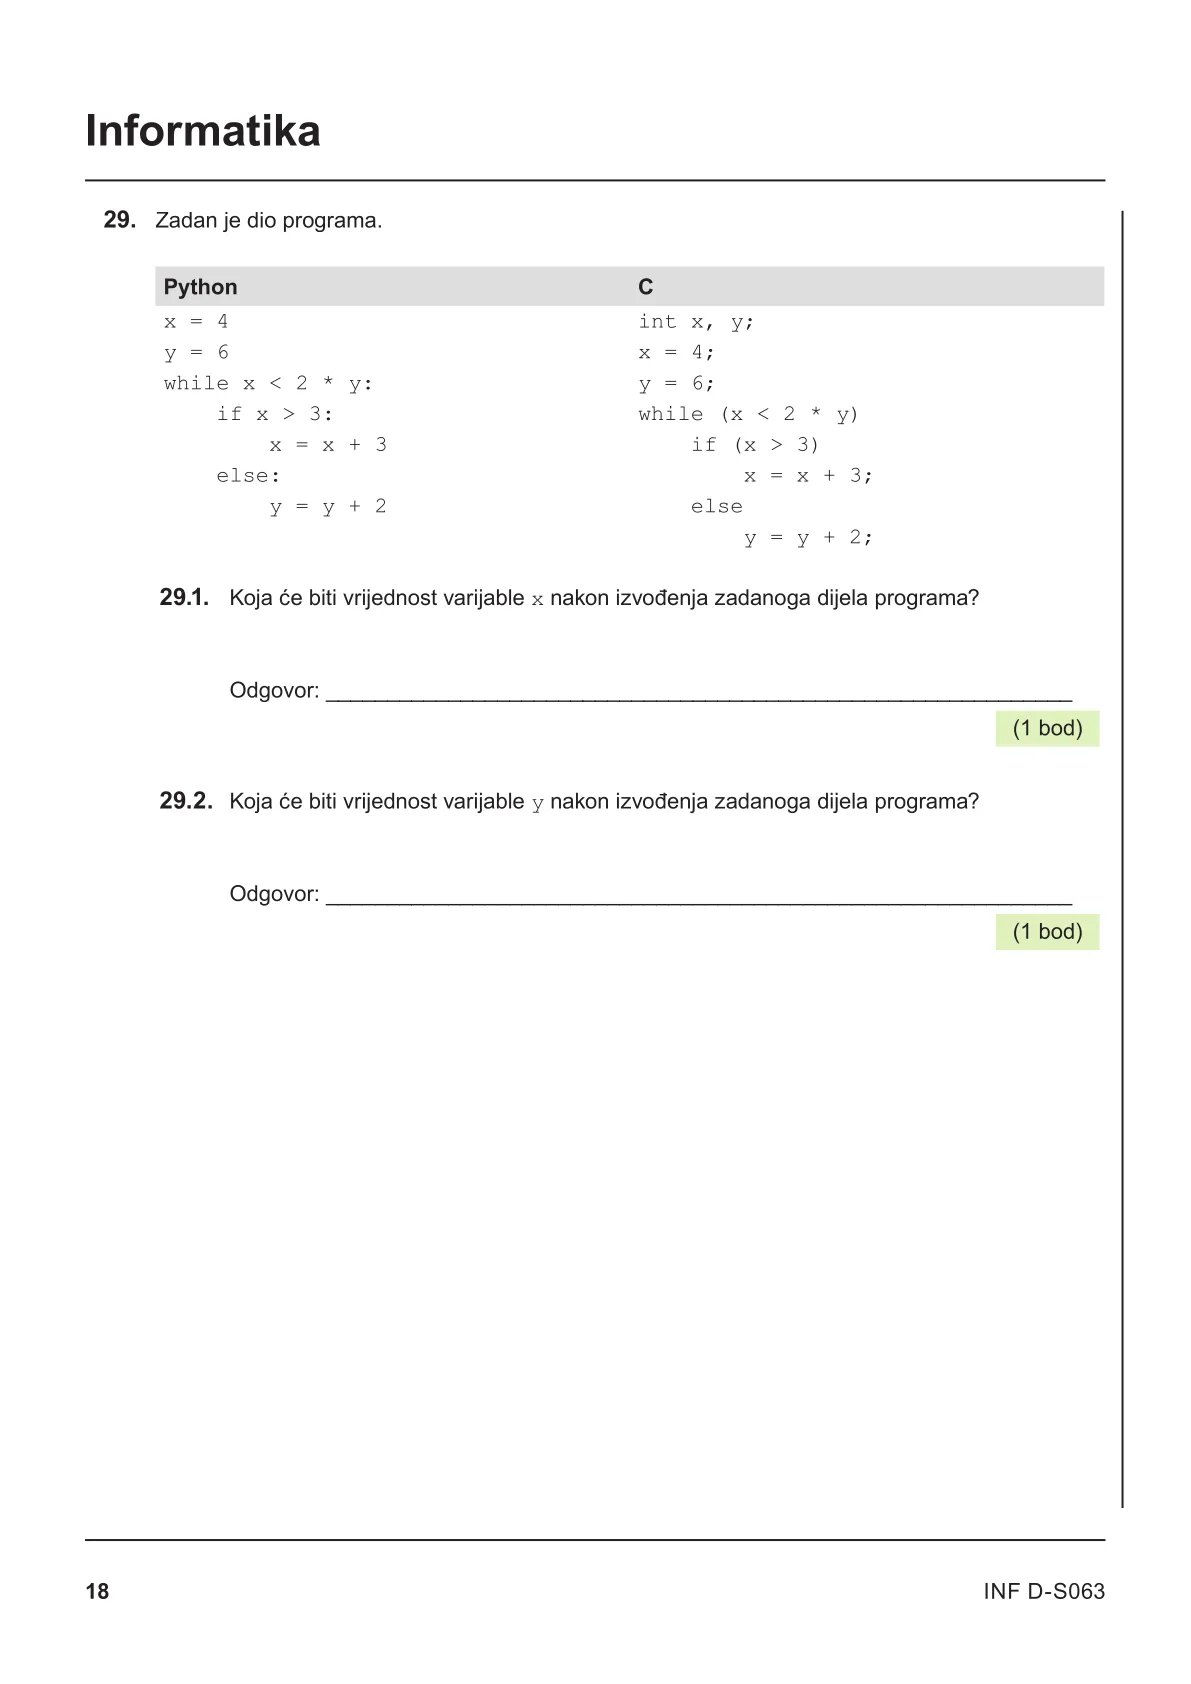 Informatika
29. Zadan je dio programa.
Python C
x = 4 int x, y;
y = 6 x = 4;
while x < 2 * y: y = 6;
if x > 3: while (x < 2 * y)
x = x + 3 if (x > 3)
else: x = x + 3;
y = y + 2 else
y = y + 2;
29.1. Koja će biti vrijednost varijable x nakon izvođenja zadanoga dijela programa?
Odgovor: ______________________________________________________________
(1 bod)
29.2. Koja će biti vrijednost varijable y nakon izvođenja zadanoga dijela programa?
Odgovor: ______________________________________________________________
(1 bod)
18 INF D-S063